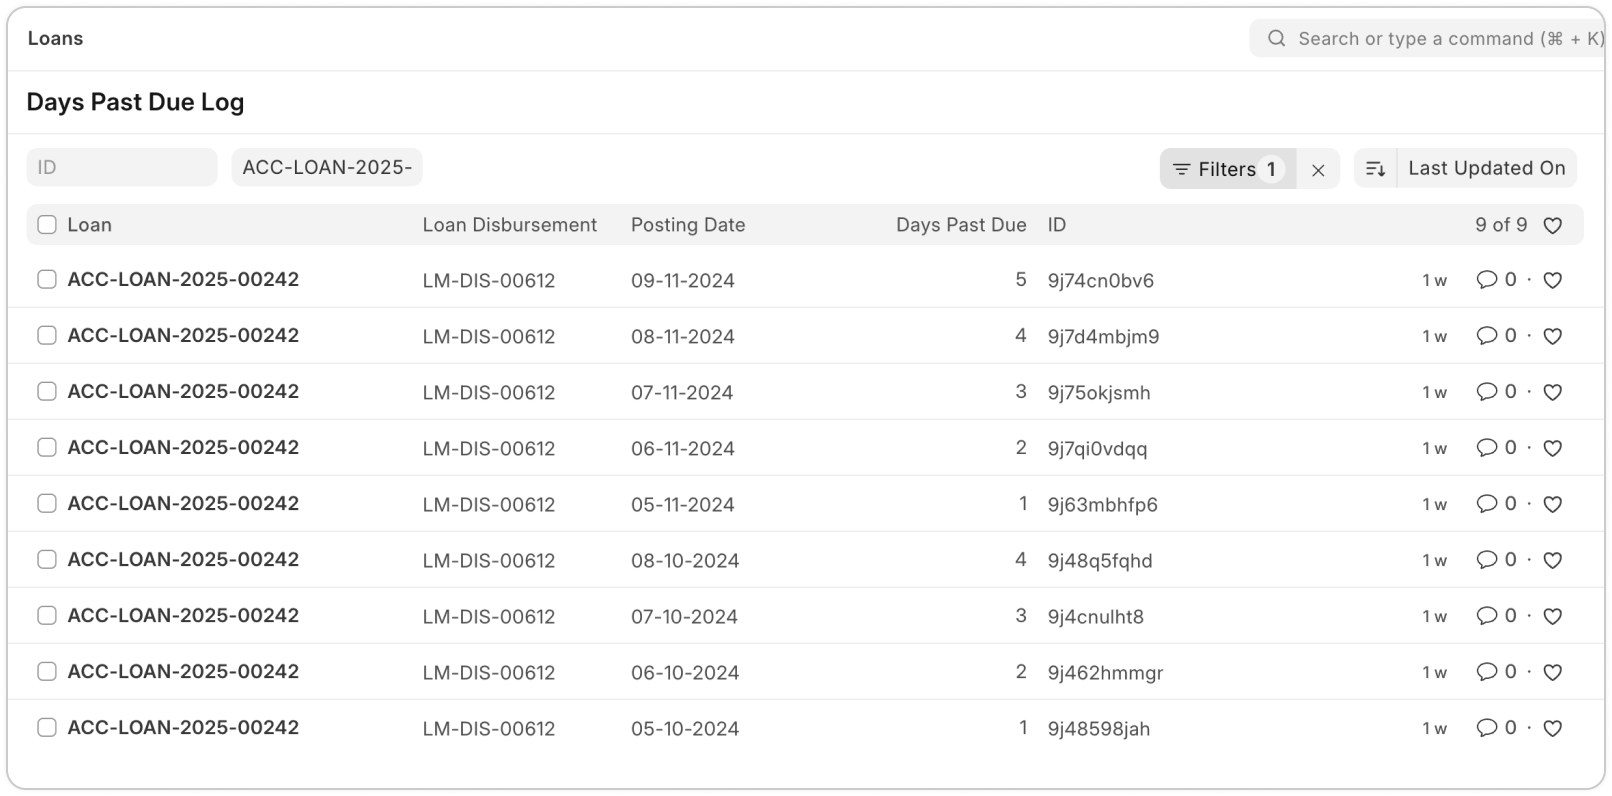 Loans
Search or type a command (⌘ + K)
Days Past Due Log
ID
ACC-LOAN-2025-
Filters 1
Last Updated On
Loan Loan Disbursement Posting Date Days Past Due ID 9 of 9
ACC-LOAN-2025-00242 LM-DIS-00612 09-11-2024 5 9j74cn0bv6 1 w 0 ·
ACC-LOAN-2025-00242 LM-DIS-00612 08-11-2024 4 9j7d4mbjm9 1 w 0 ·
ACC-LOAN-2025-00242 LM-DIS-00612 07-11-2024 3 9j75okjsmh 1 w 0 ·
ACC-LOAN-2025-00242 LM-DIS-00612 06-11-2024 2 9j7qi0vdqq 1 w 0 ·
ACC-LOAN-2025-00242 LM-DIS-00612 05-11-2024 1 9j63mbhfp6 1 w 0 ·
ACC-LOAN-2025-00242 LM-DIS-00612 08-10-2024 4 9j48q5fqhd 1 w 0 ·
ACC-LOAN-2025-00242 LM-DIS-00612 07-10-2024 3 9j4cnulht8 1 w 0 ·
ACC-LOAN-2025-00242 LM-DIS-00612 06-10-2024 2 9j462hmmgr 1 w 0 ·
ACC-LOAN-2025-00242 LM-DIS-00612 05-10-2024 1 9j48598jah 1 w 0 ·